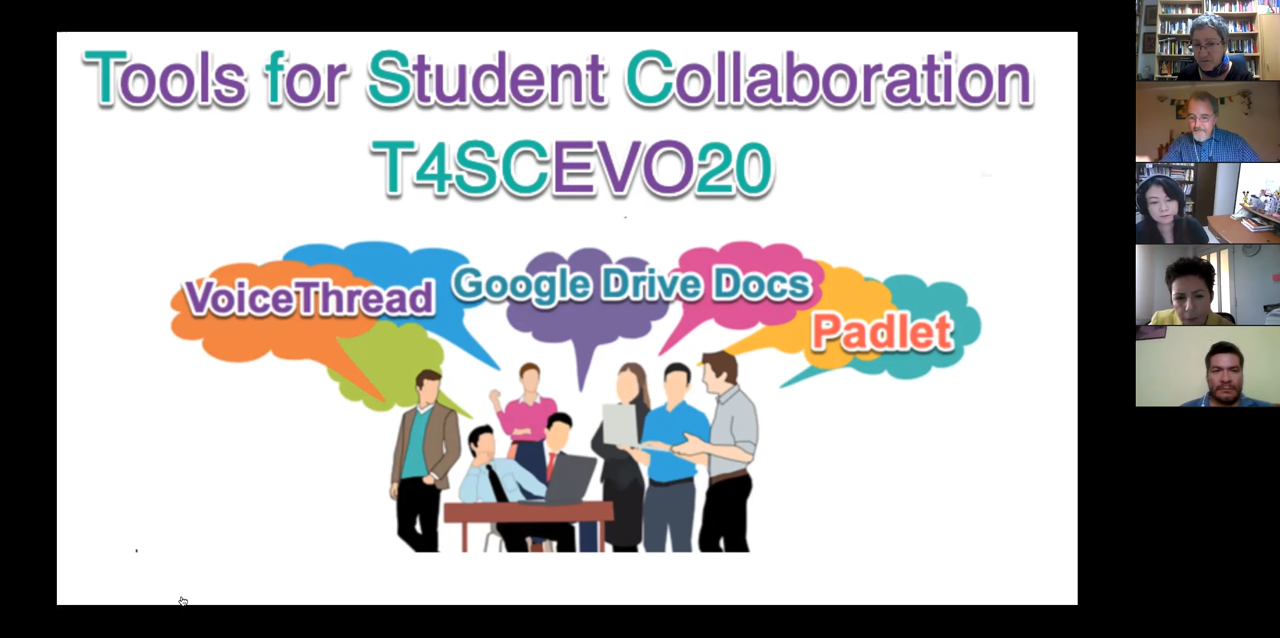 Tools for Student Collaboration
T4SCEVO20
VoiceThread
Google Drive Docs
Padlet